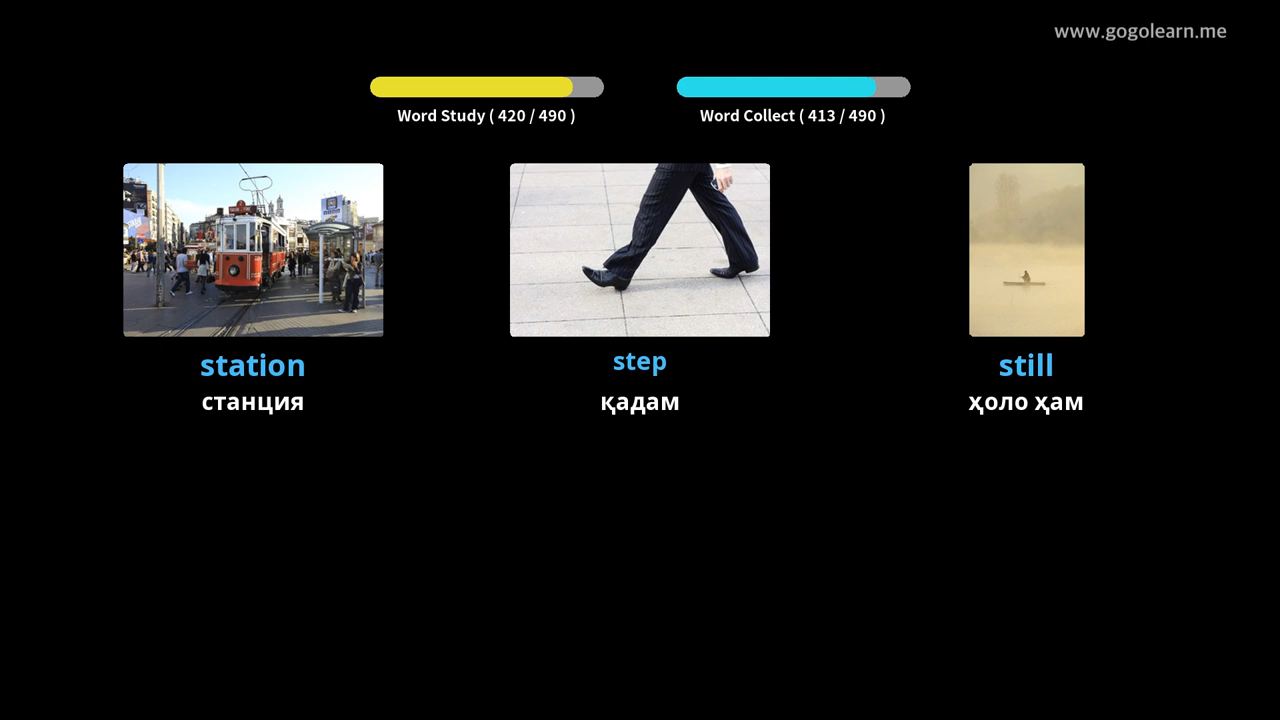 www.gogolearn.me
Word Study ( 420 / 490 )
Word Collect ( 413 / 490 )
station
step
still
станция
қадам
ҳоло ҳам